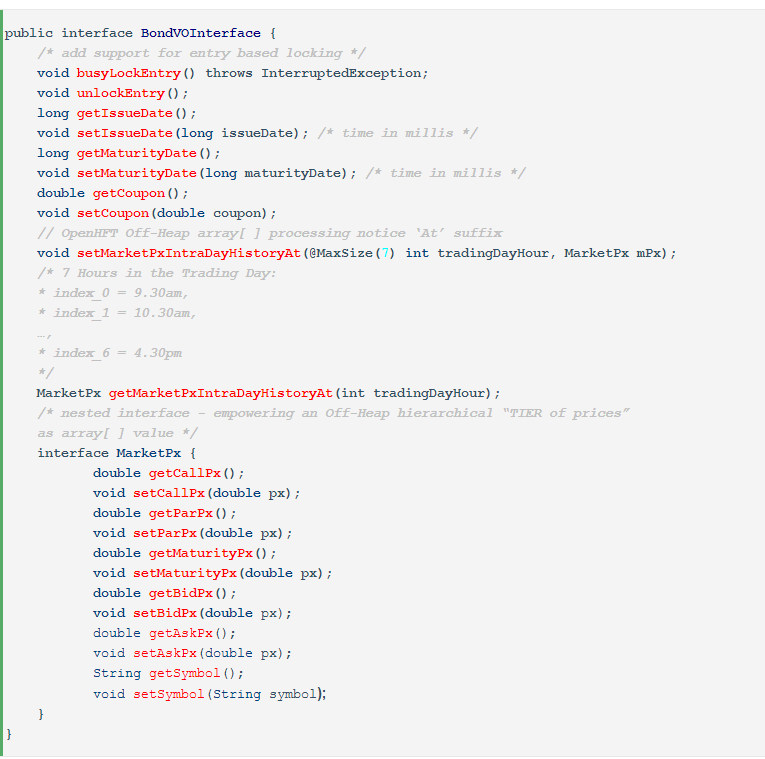 public interface BondVOInterface {
/* add support for entry based locking */
void busyLockEntry() throws InterruptedException;
void unlockEntry();
long getIssueDate();
void setIssueDate(long issueDate); /* time in millis */
long getMaturityDate();
void setMaturityDate(long maturityDate); /* time in millis */
double getCoupon();
void setCoupon(double coupon);
// OpenHFT Off-Heap array[ ] processing notice ‘At’ suffix
void setMarketPxIntraDayHistoryAt(@MaxSize(7) int tradingDayHour, MarketPx mPx);
/* 7 Hours in the Trading Day:
* index_0 = 9.30am,
* index_1 = 10.30am,
…,
* index_6 = 4.30pm
*/
MarketPx getMarketPxIntraDayHistoryAt(int tradingDayHour);
/* nested interface - empowering an Off-Heap hierarchical “TIER of prices”
as array[ ] value */
interface MarketPx {
double getCallPx();
void setCallPx(double px);
double getParPx();
void setParPx(double px);
double getMaturityPx();
void setMaturityPx(double px);
double getBidPx();
void setBidPx(double px);
double getAskPx();
void setAskPx(double px);
String getSymbol();
void setSymbol(String symbol);
}
}